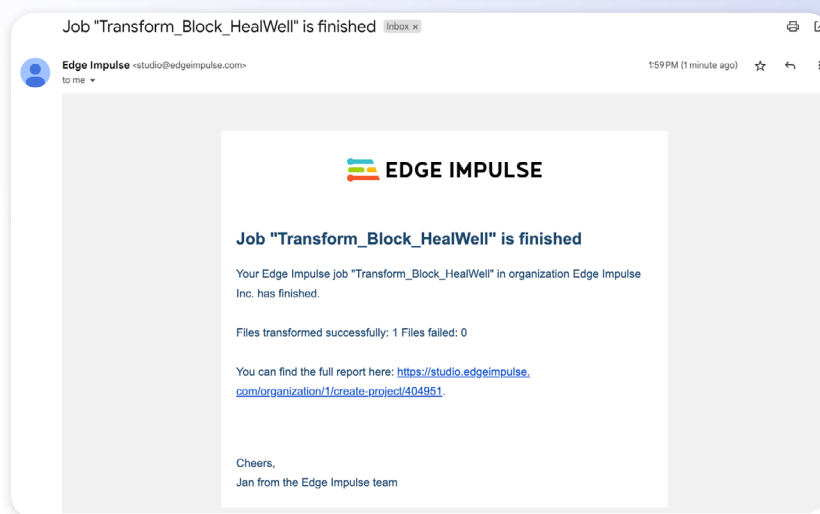 Job "Transform_Block_HealWell" is finished Inbox ×
Edge Impulse <studio@edgeimpulse.com>
1:59 PM (1 minute ago)
to me
EDGE IMPULSE
Job "Transform_Block_HealWell" is finished
Your Edge Impulse job "Transform_Block_HealWell" in organization Edge Impulse
Inc. has finished.
Files transformed successfully: 1 Files failed: 0
You can find the full report here: https://studio.edgeimpulse.
com/organization/1/create-project/404951.
Cheers,
Jan from the Edge Impulse team